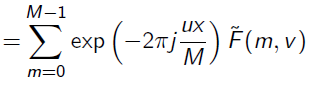 = \sum_{m=0}^{M-1} \exp\left(-2\pi j \frac{ux}{M}\right) \tilde{F}(m, v)